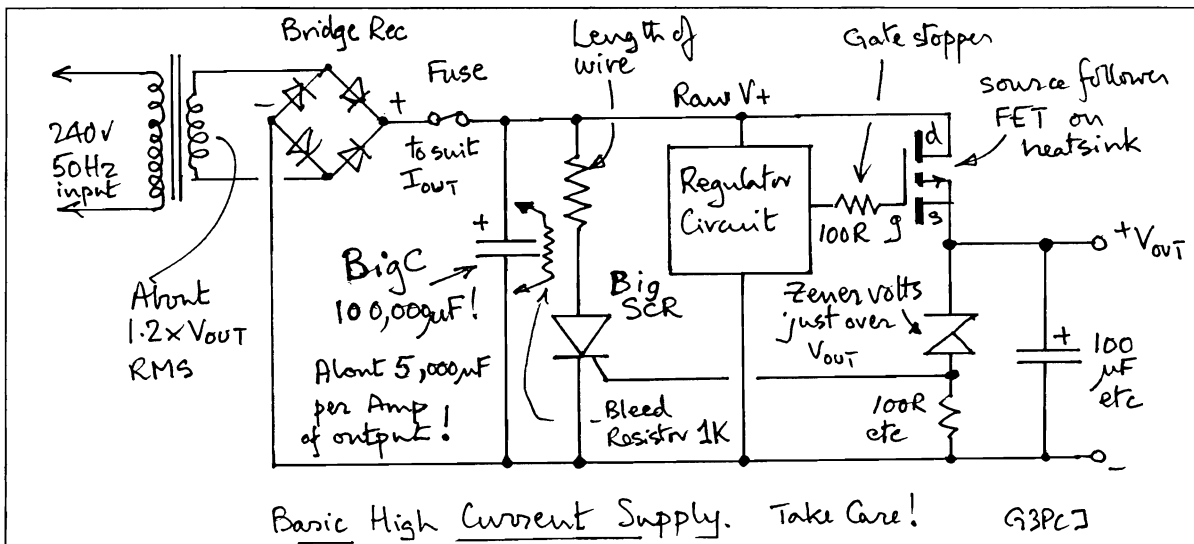 Bridge Rec
Length of
wire
Gate stopper
Fuse
Raw V+
source follower
FET on
heatsink
240v
50Hz
input
-
+
to suit
IOUT
d
Regulator
Circuit
100R
g
s
+VOUT
+
BigC
100,000µF!
Big
SCR
Zener volts
just over
VOUT
About
1.2 x VOUT
RMS
+
100
µF
etc
About 5,000µF
per Amp
of output!
Bleed
Resistor 1K
100R
etc
-
Basic High Current Supply. Take Care!
G3PCJ